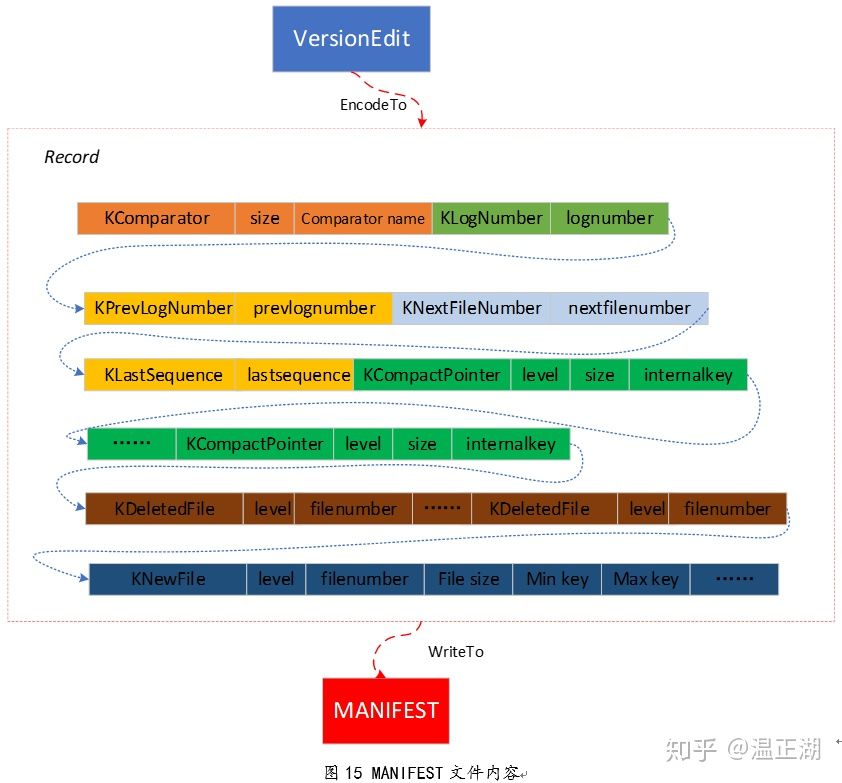 VersionEdit
EncodeTo
Record
KComparator size Comparator name KLogNumber lognumber
KPrevLogNumber prevlognumber KNextFileNumber nextfilenumber
KLastSequence lastsequence KCompactPointer level size internalkey
...... KCompactPointer level size internalkey
KDeletedFile level filenumber ...... KDeletedFile level filenumber
KNewFile level filenumber File size Min key Max key ......
WriteTo
MANIFEST
知乎 @温正湖
图 15 MANIFEST 文件内容